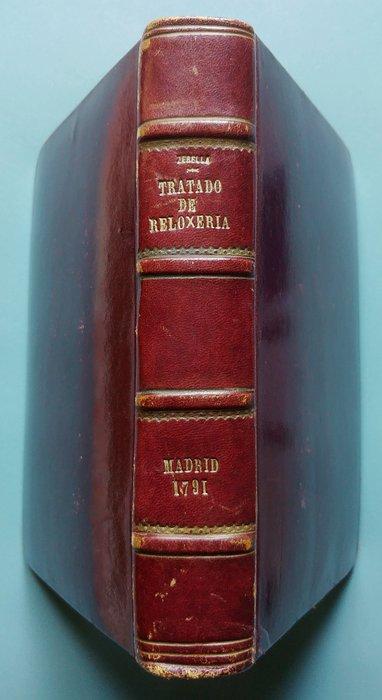 ZERELLA
TRATADO
DE
RELOXERIA
MADRID
1791